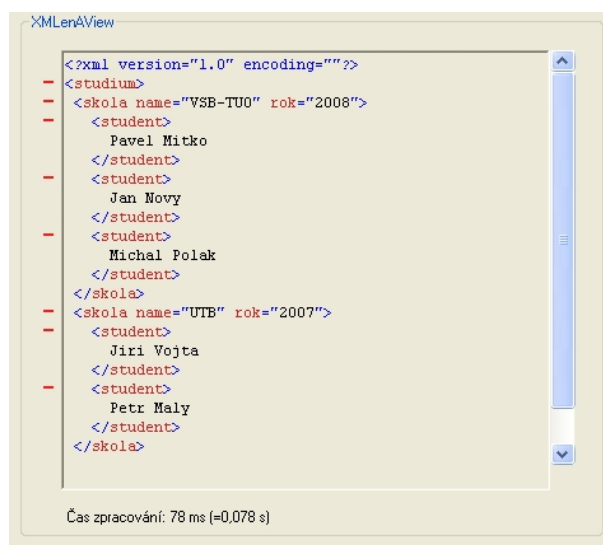 XMLenAView
<?xml version="1.0" encoding=""?>
<studium>
<skola name="VSB-TUO" rok="2008">
<student>
Pavel Mitko
</student>
<student>
Jan Novy
</student>
<student>
Michal Polak
</student>
</skola>
<skola name="UTB" rok="2007">
<student>
Jiri Vojta
</student>
<student>
Petr Maly
</student>
</skola>
Čas zpracování: 78 ms (=0,078 s)